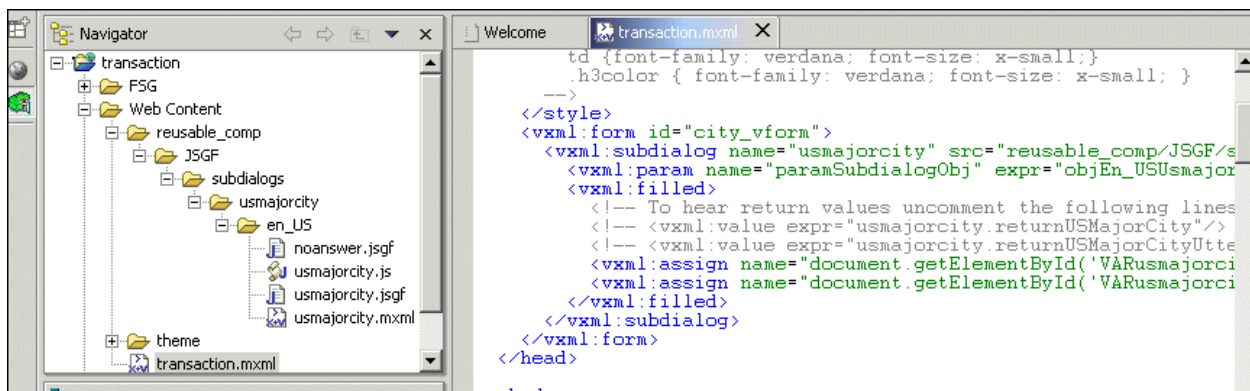 Navigator
transaction
FSG
Web Content
reusable_comp
JSGF
subdialogs
usmajorcity
en_US
noanswer.jsgf
usmajorcity.js
usmajorcity.jsgf
usmajorcity.mxml
theme
transaction.mxml
Welcome
transaction.mxml
td {font-family: verdana; font-size: x-small;}
.h3color { font-family: verdana; font-size: x-small; }
-->
</style>
<vxml:form id="city_vform">
<vxml:subdialog name="usmajorcity" src="reusable_comp/JSGF/s
<vxml:param name="paramSubdialogObj" expr="objEn_USUsmajor
<vxml:filled>
<!-- To hear return values uncomment the following lines
<!-- <vxml:value expr="usmajorcity.returnUSMajorCity"/>
<!-- <vxml:value expr="usmajorcity.returnUSMajorCityUtte
<vxml:assign name="document.getElementById('VARusmajorci
<vxml:assign name="document.getElementById('VARusmajorci
</vxml:filled>
</vxml:subdialog>
</vxml:form>
</head>